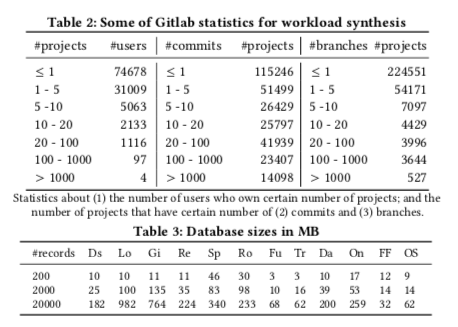 Table 2: Some of Gitlab statistics for workload synthesis
#projects #users #commits #projects #branches #projects
≤ 1 74678 ≤ 1 115246 ≤ 1 224551
1 - 5 31009 1 - 5 51499 1 - 5 54171
5 -10 5063 5 -10 26429 5 -10 7097
10 - 20 2133 10 - 20 25797 10 - 20 4429
20 - 100 1116 20 - 100 41939 20 - 100 3996
100 - 1000 97 100 - 1000 23407 100 - 1000 3644
> 1000 4 > 1000 14098 > 1000 527
Statistics about (1) the number of users who own certain number of projects; and the
number of projects that have certain number of (2) commits and (3) branches.
Table 3: Database sizes in MB
#records Ds Lo Gi Re Sp Ro Fu Tr Da On FF OS
200 10 10 11 11 46 30 3 3 10 17 12 9
2000 25 100 135 35 83 98 10 16 39 53 14 14
20000 182 982 764 224 340 233 68 62 200 259 32 62